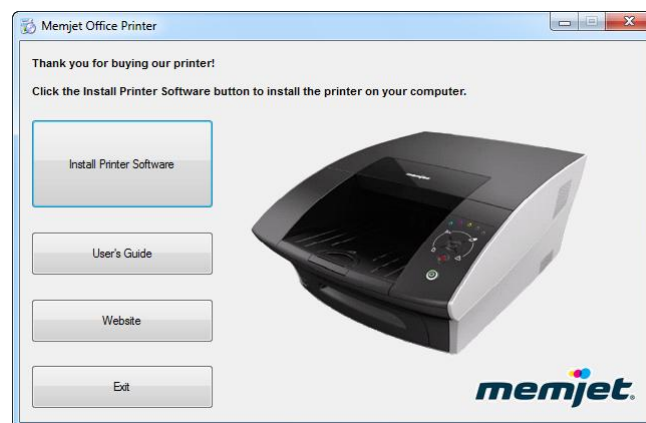 Memjet Office Printer
Thank you for buying our printer!
Click the Install Printer Software button to install the printer on your computer.
Install Printer Software
User's Guide
Website
Exit
memjet
memjet.